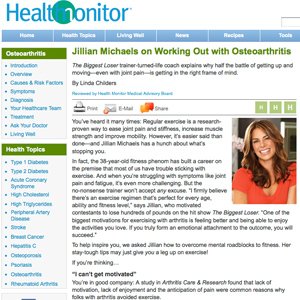 Healthmonitor™
Home
Health Topics
Living Well
News
Recipes
Tools
Osteoarthritis
• Introduction
• Overview
• Causes & Risk Factors
• Symptoms
• Diagnosis
• Your Healthcare Team
• Treatment
• Ask Your Doctor
• Living Well
Health Topics
• Type 1 Diabetes
• Type 2 Diabetes
• Acute Coronary
Syndrome
• High Cholesterol
• High Triglycerides
• Peripheral Artery
Disease
• Stroke
• Breast Cancer
• Hepatitis C
• Osteoporosis
• Psoriasis
• Osteoarthritis
• Rheumatoid Arthritis
Jillian Michaels on Working Out with Osteoarthritis
The Biggest Loser trainer-turned-life coach explains why half the battle of getting up and
moving—even with joint pain—is getting in the right frame of mind.
By Linda Childers
Reviewed by Health Monitor Medical Advisory Board
Print
E-mail
Share
H H H
You've heard it many times: Regular exercise is a research-
proven way to ease joint pain and stiffness, increase muscle
strength and improve mobility. However, it's easier said than
done—and Jillian Michaels has a hunch about what's
stopping you.
In fact, the 38-year-old fitness phenom has built a career on
the premise that most of us have trouble sticking with
exercise. And when you're struggling with symptoms like joint
pain and fatigue, it's even more challenging. But the
no-nonsense trainer won't accept any excuse. "I firmly believe
there's an exercise regimen that's perfect for every age,
ability and fitness level," says Jillian, who motivated
contestants to lose hundreds of pounds on the hit show The Biggest Loser. "One of the
biggest motivations for exercising with arthritis is feeling better and being able to enjoy
the activities you love. If you truly form an emotional attachment to the outcome, you will
succeed."
To help inspire you, we asked Jillian how to overcome mental roadblocks to fitness. Her
stay-strong tips may just give you a leg up on exercise!
If you're thinking…
"I can't get motivated"
You're in good company: A study in Arthritis Care & Research found that lack of
motivation, lack of enjoyment and the anticipation of pain were common reasons why
folks with arthritis avoided exercise.